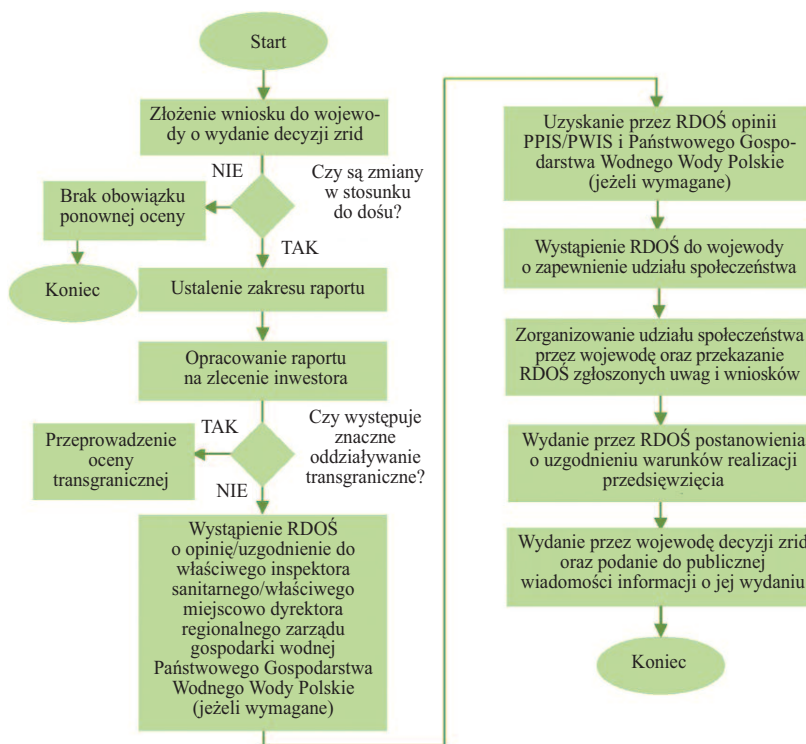 Start
Złożenie wniosku do wojewo-
dy o wydanie decyzji zrid
NIE
Czy są zmiany
w stosunku
do dośu?
Brak obowiązku
ponownej oceny
TAK
Koniec
Ustalenie zakresu raportu
Opracowanie raportu
na zlecenie inwestora
TAK
Czy występuje
znaczne
oddziaływanie
transgraniczne?
Przeprowadzenie
oceny
transgranicznej
NIE
Wystąpienie RDOŚ
o opinię/uzgodnienie do
właściwego inspektora
sanitarnego/właściwego
miejscowo dyrektora
regionalnego zarządu
gospodarki wodnej
Państwowego Gospodarstwa
Wodnego Wody Polskie
(jeżeli wymagane)
Uzyskanie przez RDOŚ opinii
PPIS/PWIS i Państwowego Gospo-
darstwa Wodnego Wody Polskie
(jeżeli wymagane)
Wystąpienie RDOŚ do wojewody
o zapewnienie udziału społeczeństwa
Zorganizowanie udziału społeczeństwa
przez wojewodę oraz przekazanie
RDOŚ zgłoszonych uwag i wniosków
Wydanie przez RDOŚ postanowienia
o uzgodnieniu warunków realizacji
przedsięwzięcia
Wydanie przez wojewodę decyzji zrid
oraz podanie do publicznej
wiadomości informacji o jej wydaniu
Koniec